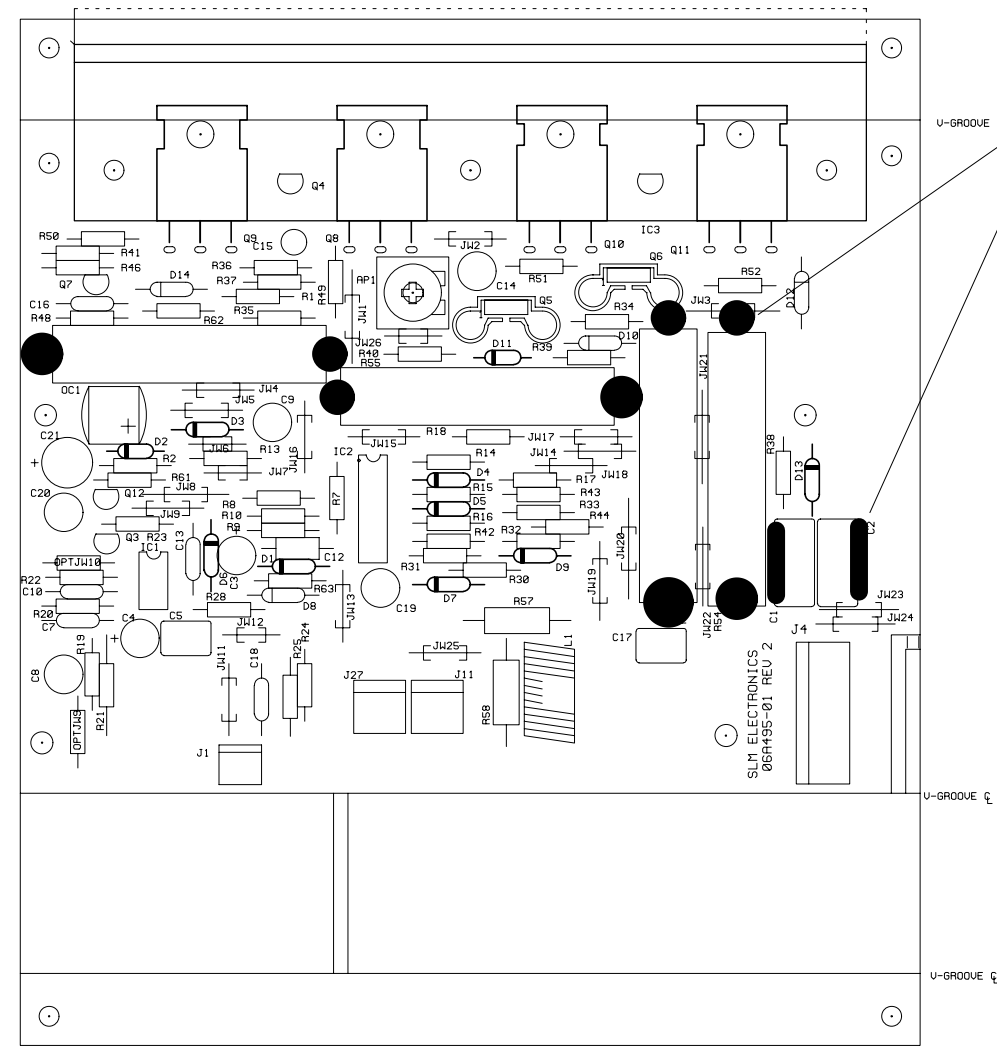 V-GROOVE
Q4
IC3
R50
R41
R46
Q7
D14
Q9
C15
Q8
R36
R37
R1
R49
AP1
JW1
JW2
C14
Q10
Q11
R51
Q6
R52
D12
C16
R48
R62
R35
JW26
R40
R55
Q5
R34
JW3
D11
R39
D10
OC1
JW4
JW5
C9
D3
JW21
C21
+
D2
R2
JW6
R13
JW16
IC2
JW15
R18
JW17
R14
JW14
JW18
R38
D13
C20
R61
Q12
JW8
JW7
JW9
R8
R10
R9
R7
D4
R15
D5
R16
R42
R17
R43
R33
R44
R32
Q3
R23
IC1
C13
D6
C3
+
D1
C12
R31
D9
R30
JW20
JW19
C1
C2
OPTJW10
R22
C10
R20
C7
R28
R63
D8
JW13
C19
D7
R57
JW22
R54
JW23
JW24
C4
+
C5
JW12
R24
R25
C17
J4
C8
R19
R21
JW11
C18
JW25
J27
J11
R58
L1
OPTJW9
J1
SLM ELECTRONICS
06A495-01 REV 2
V-GROOVE ℄
V-GROOVE ℄